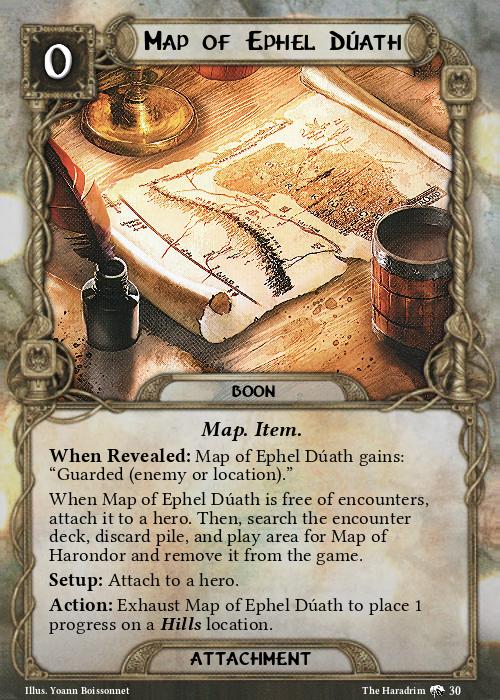 0
MAP OF EPHEL DÚATH
BOON
Map. Item.
When Revealed: Map of Ephel Dúath gains:
“Guarded (enemy or location).”
When Map of Ephel Dúath is free of encounters,
attach it to a hero. Then, search the encounter
deck, discard pile, and play area for Map of
Harondor and remove it from the game.
Setup: Attach to a hero.
Action: Exhaust Map of Ephel Dúath to place 1
progress on a Hills location.
ATTACHMENT
Illus. Yoann Boissonnet
The Haradrim 30